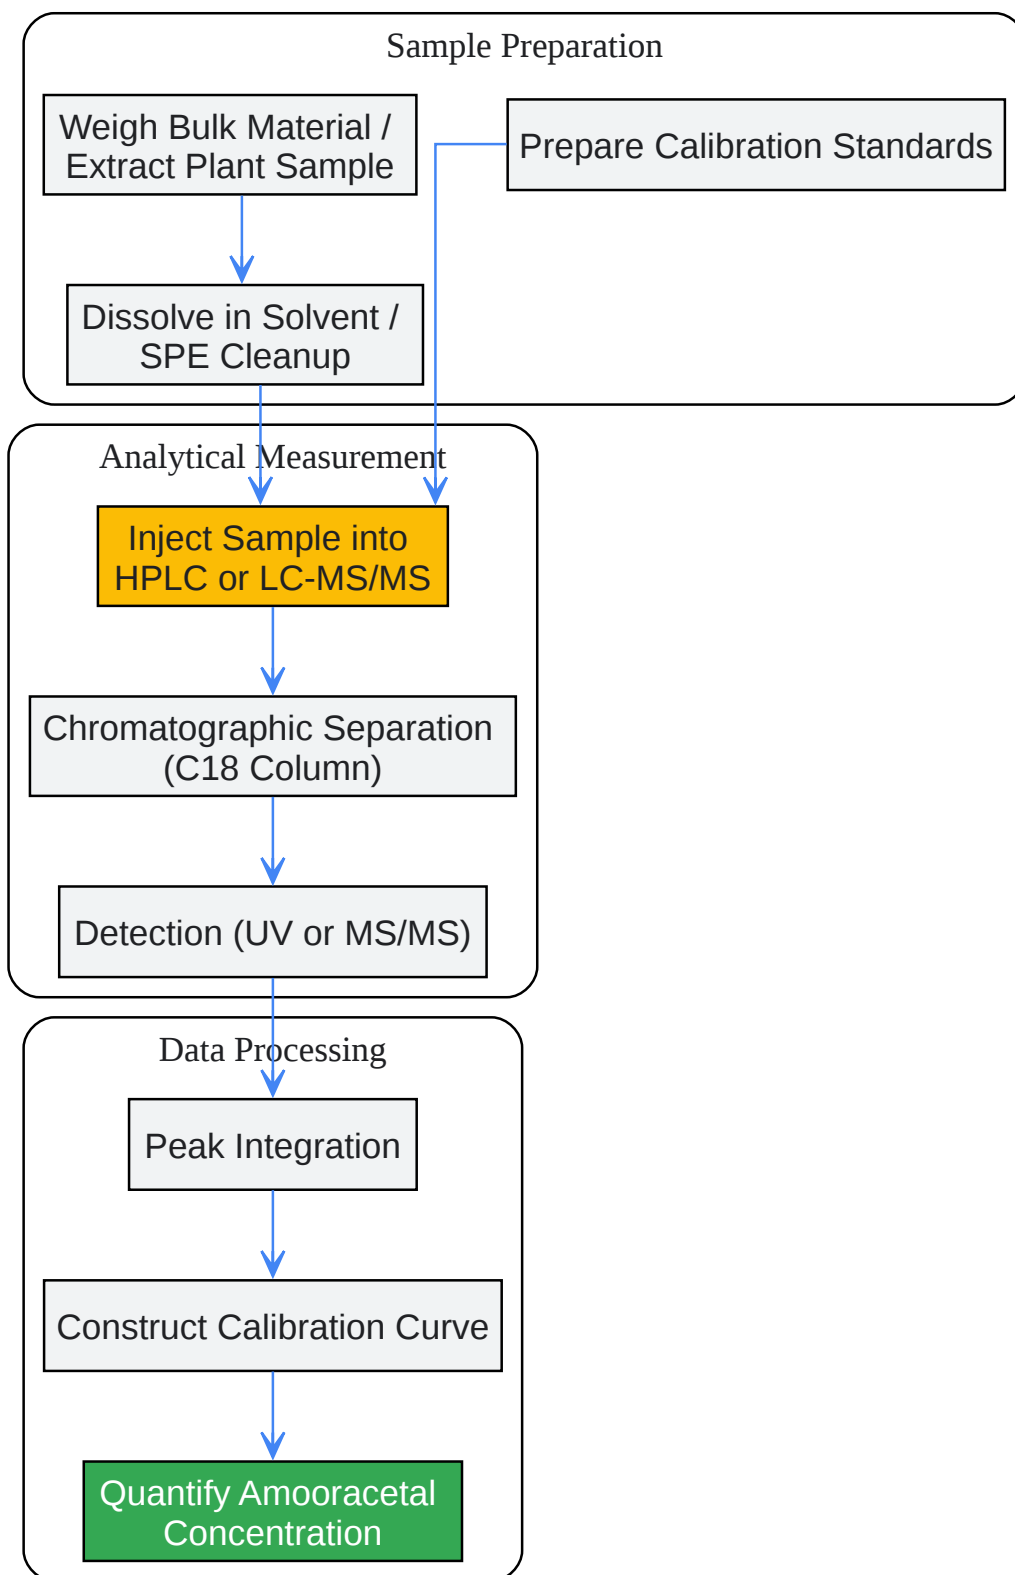 Sample Preparation
Weigh Bulk Material /
Extract Plant Sample
Prepare Calibration Standards
Dissolve in Solvent /
SPE Cleanup
Analytical Measurement
Inject Sample into
HPLC or LC-MS/MS
Chromatographic Separation
(C18 Column)
Detection (UV or MS/MS)
Data Processing
Peak Integration
Construct Calibration Curve
Quantify Amooracetal
Concentration